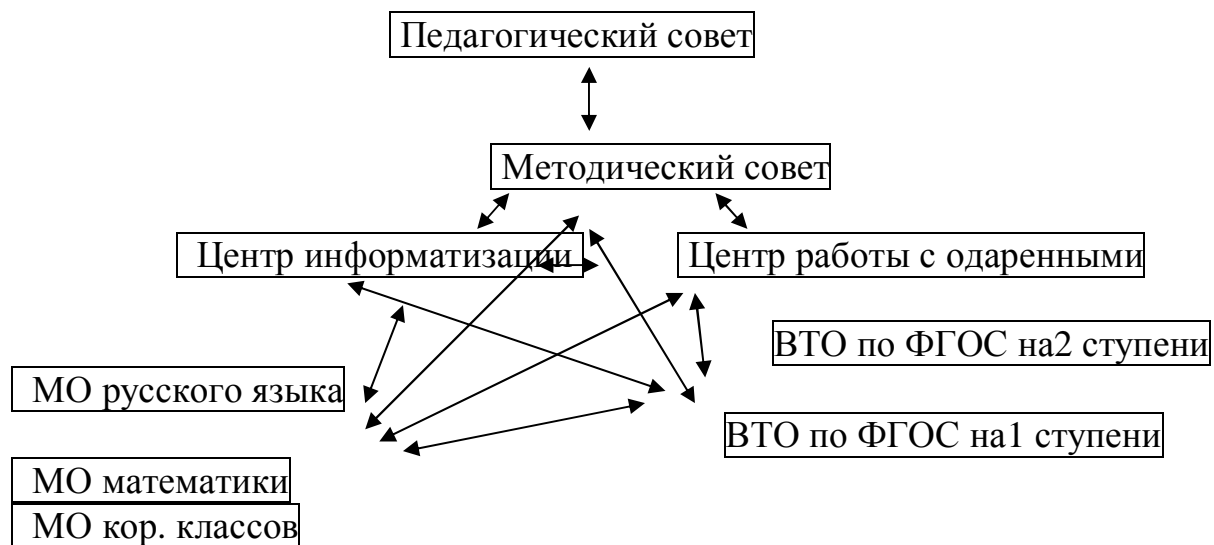 Педагогический совет
Методический совет
Центр информатизации
Центр работы с одаренными
ВТО по ФГОС на2 ступени
МО русского языка
ВТО по ФГОС на1 ступени
МО математики
МО кор. классов